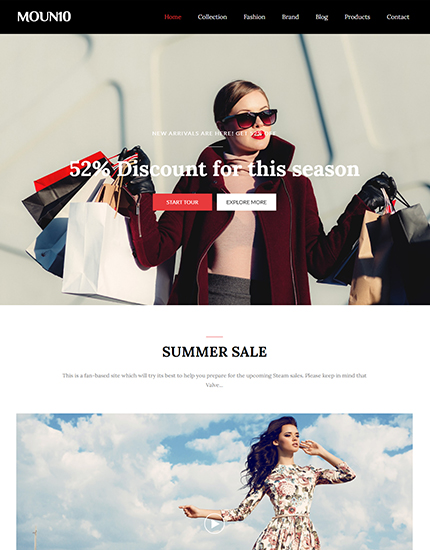 MOUN10
Home Collection Fashion Brand Blog Products Contact
NEW ARRIVALS ARE HERE! GET 52% OFF
52% Discount for this season
START TOUR EXPLORE MORE
SUMMER SALE
This is a fan-based site which will try its best to help you prepare for the upcoming Steam sales. Please keep in mind that
Valve...